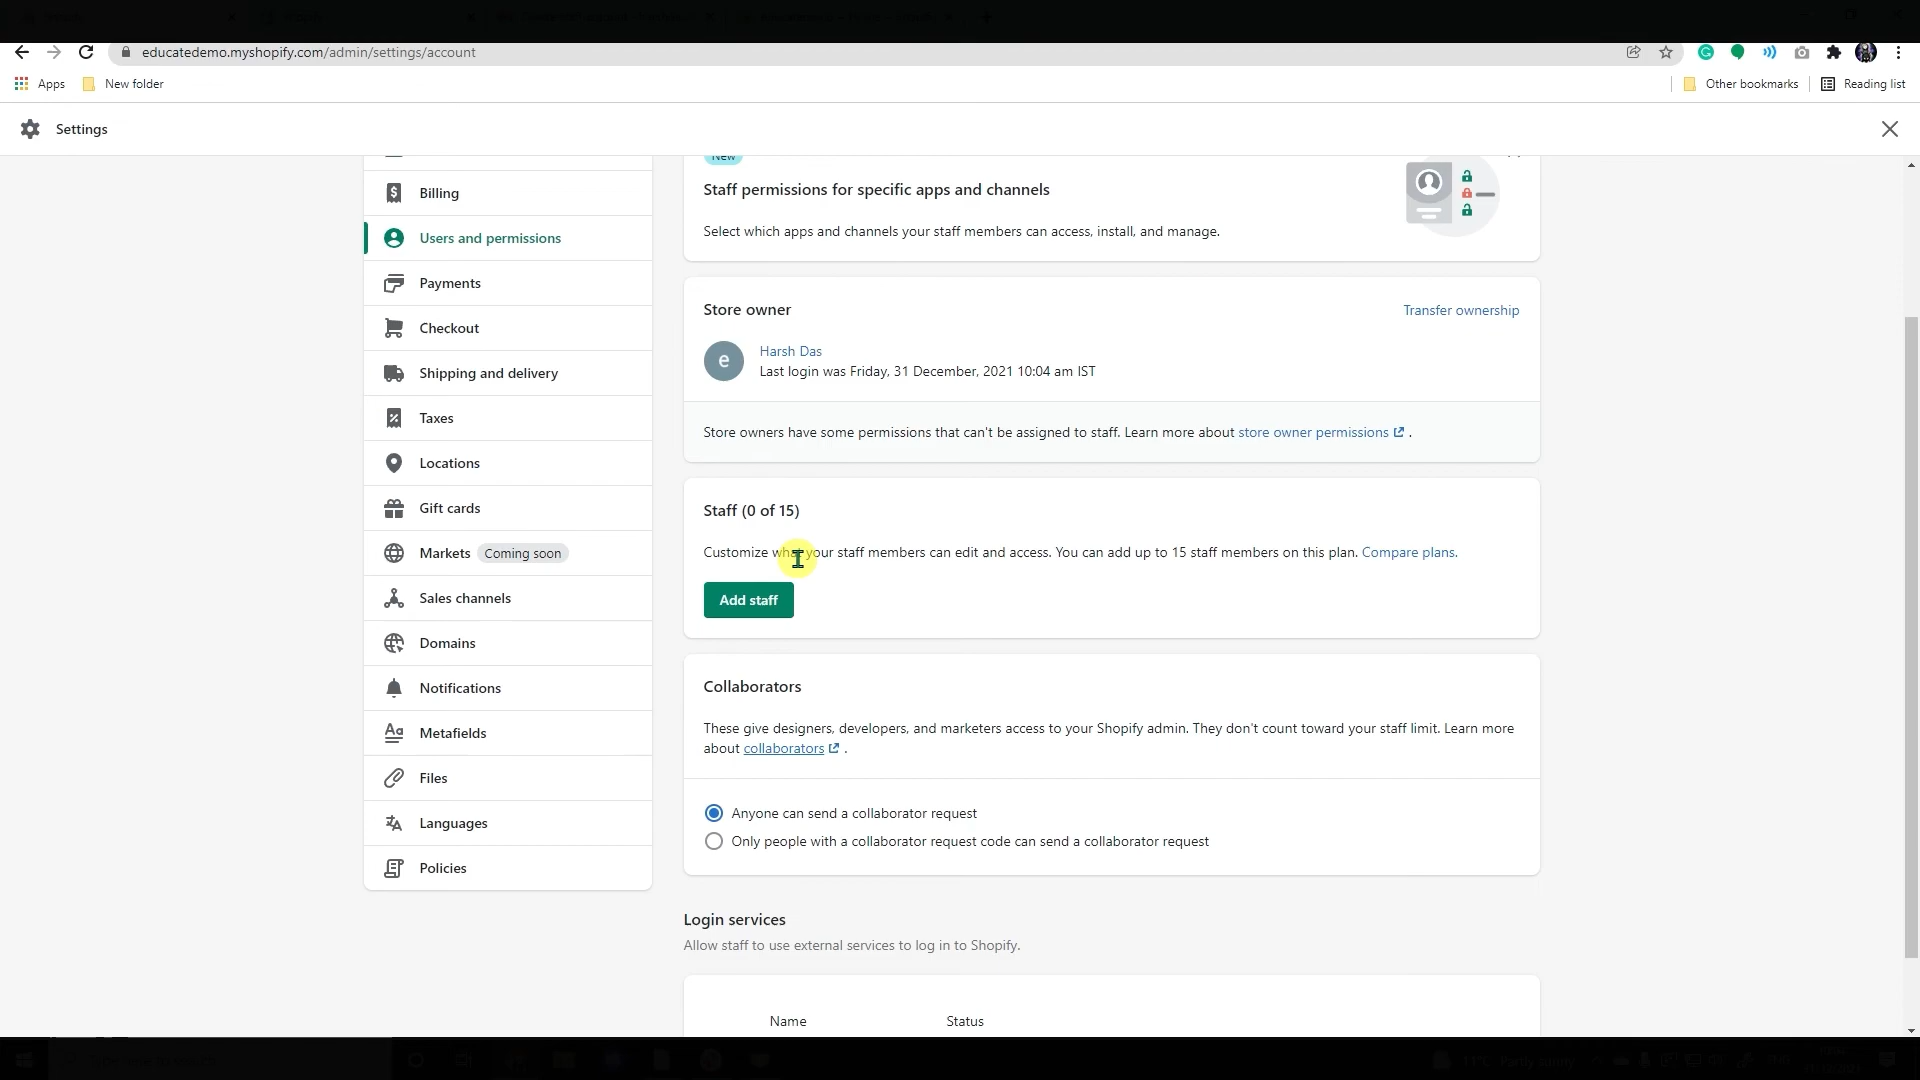 educatedemo.myshopify.com/admin/settings/account
Apps
New folder
Other bookmarks
Reading list
Settings
New
Billing
Staff permissions for specific apps and channels
Users and permissions
Select which apps and channels your staff members can access, install, and manage.
Payments
Checkout
Shipping and delivery
Taxes
Locations
Gift cards
Markets Coming soon
Sales channels
Domains
Notifications
Metafields
Files
Languages
Policies
Store owner
Transfer ownership
e
Harsh Das
Last login was Friday, 31 December, 2021 10:04 am IST
Store owners have some permissions that can't be assigned to staff. Learn more about store owner permissions .
Staff (0 of 15)
Customize what your staff members can edit and access. You can add up to 15 staff members on this plan. Compare plans.
Add staff
Collaborators
These give designers, developers, and marketers access to your Shopify admin. They don't count toward your staff limit. Learn more
about collaborators .
Anyone can send a collaborator request
Only people with a collaborator request code can send a collaborator request
Login services
Allow staff to use external services to log in to Shopify.
Name
Status